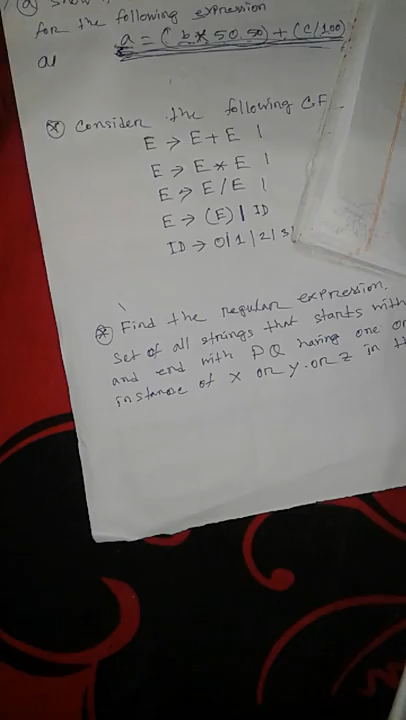 (a) Show
for the following expression
a = (b * 50.50) + (c/100)
a
* Consider the following CF
E → E + E |
E → E * E |
E → E / E |
E → (E) | ID
ID → 0|1|2|3|
* Find the regular expression.
set of all strings that starts with
and end with PQ having one or
instance of x or y.or z in th